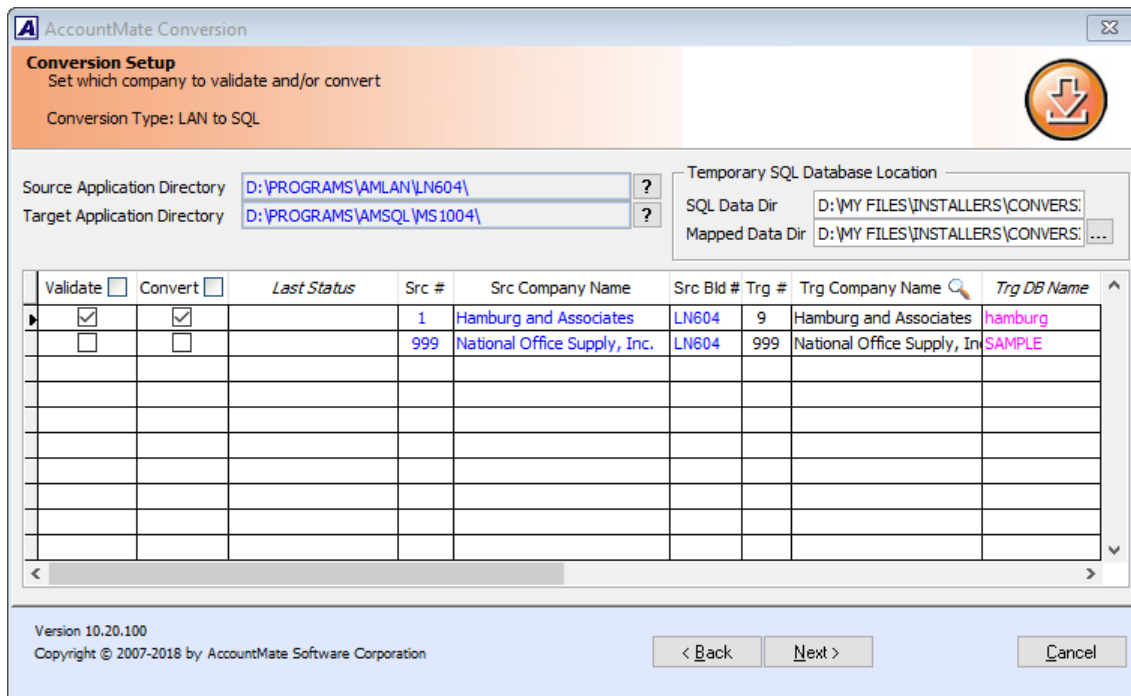 AccountMate Conversion
Conversion Setup
Set which company to validate and/or convert
Conversion Type: LAN to SQL
Source Application Directory D:\PROGRAMS\AMLAN\LN604\ ?
Target Application Directory D:\PROGRAMS\AMSQL\MS1004\ ?
Temporary SQL Database Location
SQL Data Dir D:\MY FILES\INSTALLERS\CONVERS
Mapped Data Dir D:\MY FILES\INSTALLERS\CONVERS ...
Validate Convert Last Status Src # Src Company Name Src Bld # Trg # Trg Company Name Trg DB Name
1 Hamburg and Associates LN604 9 Hamburg and Associates hamburg
999 National Office Supply, Inc. LN604 999 National Office Supply, In SAMPLE
Version 10.20.100
Copyright © 2007-2018 by AccountMate Software Corporation
< Back Next > Cancel